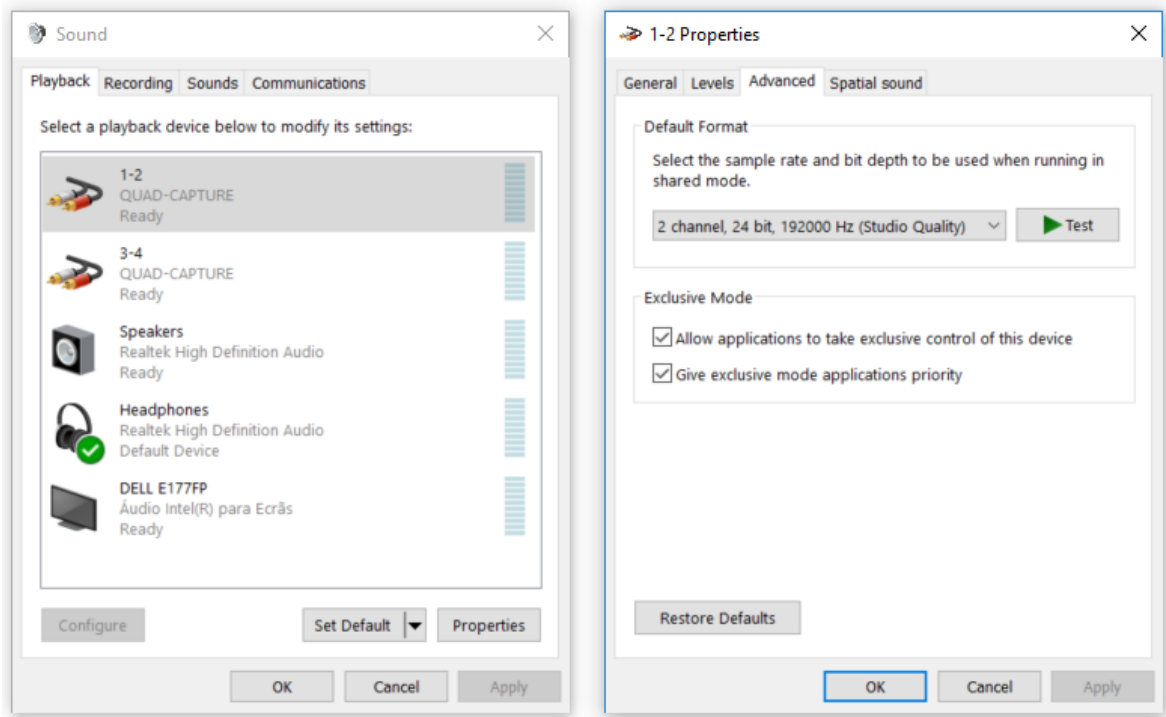 Sound
Playback Recording Sounds Communications
Select a playback device below to modify its settings:
1-2
QUAD-CAPTURE
Ready
3-4
QUAD-CAPTURE
Ready
Speakers
Realtek High Definition Audio
Ready
Headphones
Realtek High Definition Audio
Default Device
DELL E177FP
Áudio Intel(R) para Ecrãs
Ready
Configure Set Default Properties
OK Cancel Apply
1-2 Properties
General Levels Advanced Spatial sound
Default Format
Select the sample rate and bit depth to be used when running in
shared mode.
2 channel, 24 bit, 192000 Hz (Studio Quality) Test
Exclusive Mode
Allow applications to take exclusive control of this device
Give exclusive mode applications priority
Restore Defaults
OK Cancel Apply